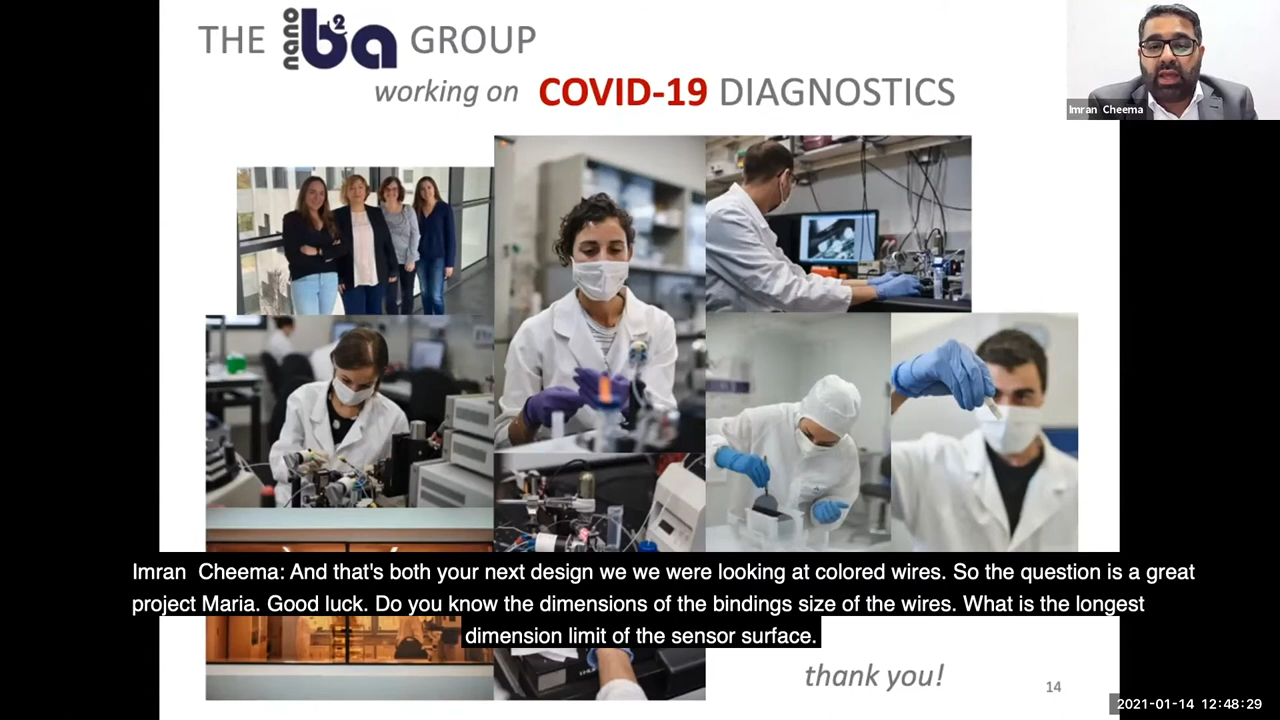 THE nano b2a GROUP
working on COVID-19 DIAGNOSTICS
Imran Cheema
Imran Cheema: And that's both your next design we we were looking at colored wires. So the question is a great
project Maria. Good luck. Do you know the dimensions of the bindings size of the wires. What is the longest
dimension limit of the sensor surface.
thank you!
14
2021-01-14 12:48:29